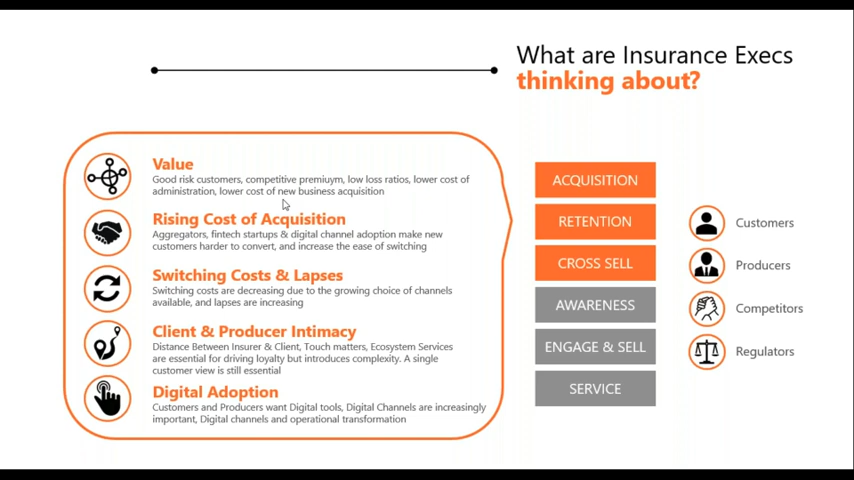 What are Insurance Execs
thinking about?
Value
Good risk customers, competitive premiuym, low loss ratios, lower cost of
administration, lower cost of new business acquisition
Rising Cost of Acquisition
Aggregators, fintech startups & digital channel adoption make new
customers harder to convert, and increase the ease of switching
Switching Costs & Lapses
Switching costs are decreasing due to the growing choice of channels
available, and lapses are increasing
Client & Producer Intimacy
Distance Between Insurer & Client, Touch matters, Ecosystem Services
are essential for driving loyalty but introduces complexity. A single
customer view is still essential
Digital Adoption
Customers and Producers want Digital tools, Digital Channels are increasingly
important, Digital channels and operational transformation
ACQUISITION
RETENTION
CROSS SELL
AWARENESS
ENGAGE & SELL
SERVICE
Customers
Producers
Competitors
Regulators